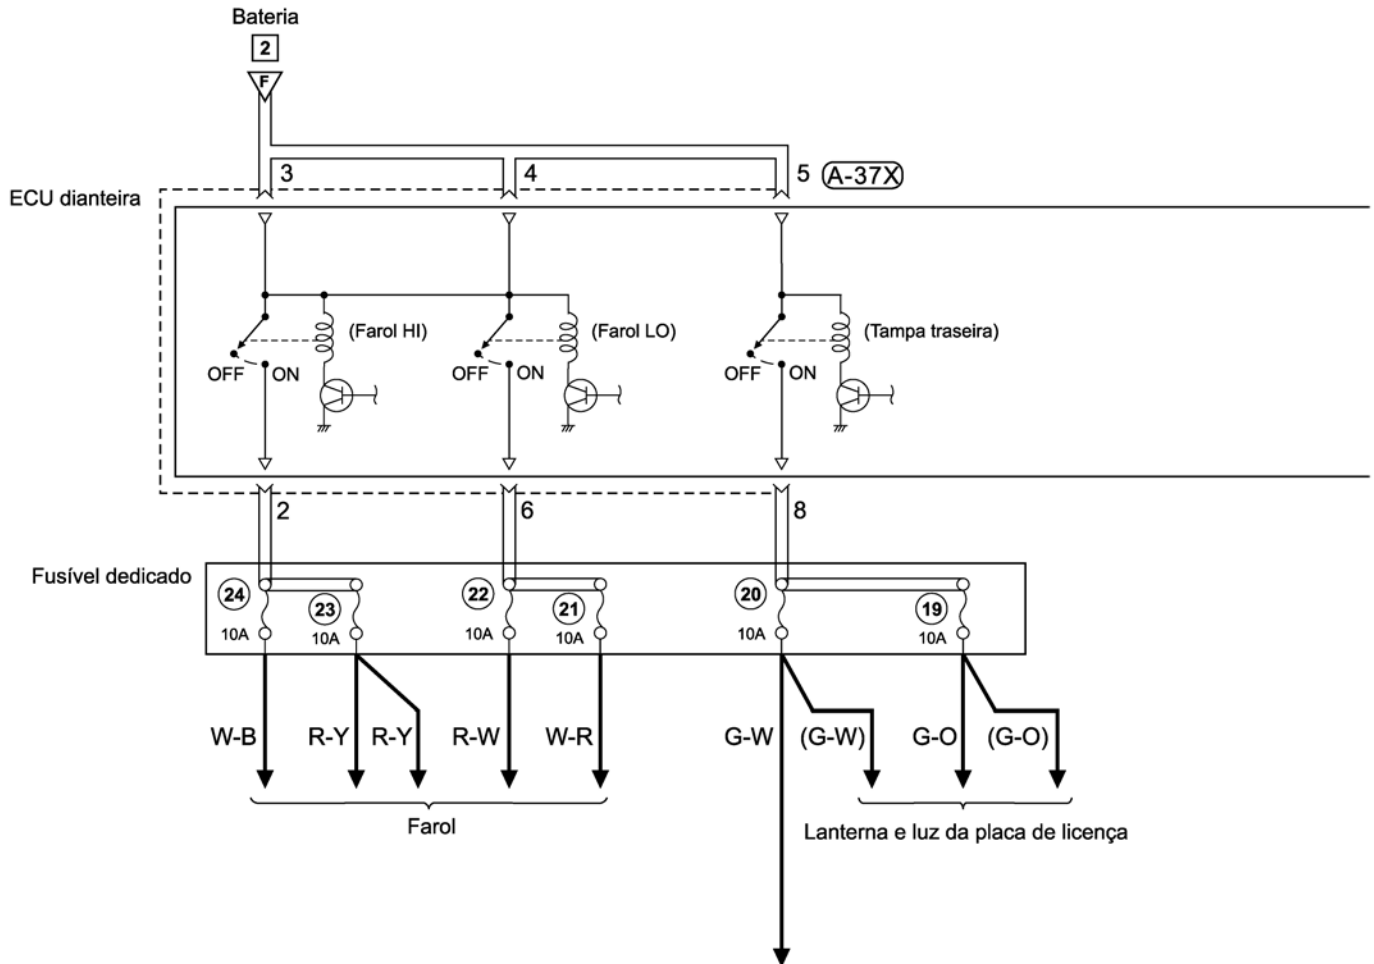 Bateria
2
F
3
4
5
A-37X
ECU dianteira
(Farol HI)
(Farol LO)
(Tampa traseira)
OFF
ON
OFF
ON
OFF
ON
2
6
8
Fusível dedicado
24
10A
23
10A
22
10A
21
10A
20
10A
19
10A
W-B
R-Y
R-Y
R-W
W-R
G-W
(G-W)
G-O
(G-O)
Farol
Lanterna e luz da placa de licença